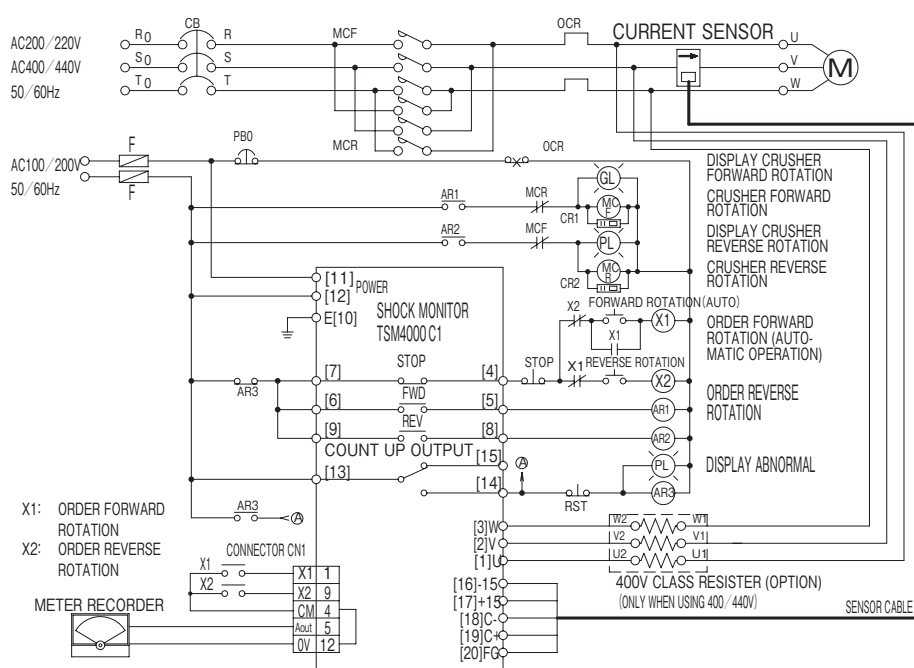 CB
OCR
CURRENT SENSOR
AC200/220V
R0
R
MCF
U
AC400/440V
S0
S
V
M
50/60Hz
T0
T
W
MCR
F
PB0
OCR
AC100/200V
50/60Hz
F
GL
DISPLAY CRUSHER
FORWARD ROTATION
AR1
MCR
MC
F
CR1
CRUSHER FORWARD
ROTATION
AR2
MCF
PL
DISPLAY CRUSHER
REVERSE ROTATION
MC
R
CR2
CRUSHER REVERSE
ROTATION
[11]
POWER
[12]
E[10]
SHOCK MONITOR
TSM4000C1
X2
FORWARD ROTATION(AUTO)
X1
X1
ORDER FORWARD
ROTATION (AUTO-
MATIC OPERATION)
STOP
[7]
[4]
STOP
X1
REVERSE ROTATION
X2
AR3
FWD
[6]
[5]
AR1
ORDER REVERSE
ROTATION
REV
[9]
[8]
AR2
COUNT UP OUTPUT
[15]
A
PL
DISPLAY ABNORMAL
[13]
[14]
RST
AR3
AR3
A
X1: ORDER FORWARD
ROTATION
X2: ORDER REVERSE
ROTATION
[3]W
W2
W1
[2]V
V2
V1
[1]U
U2
U1
400V CLASS RESISTER (OPTION)
(ONLY WHEN USING 400/440V)
CONNECTOR CN1
X1
X1 1
X2
X2 9
CM 4
Aout 5
0V 12
METER RECORDER
[16]-15
[17]+15
[18]C-
[19]C+
[20]FG
SENSOR CABLE